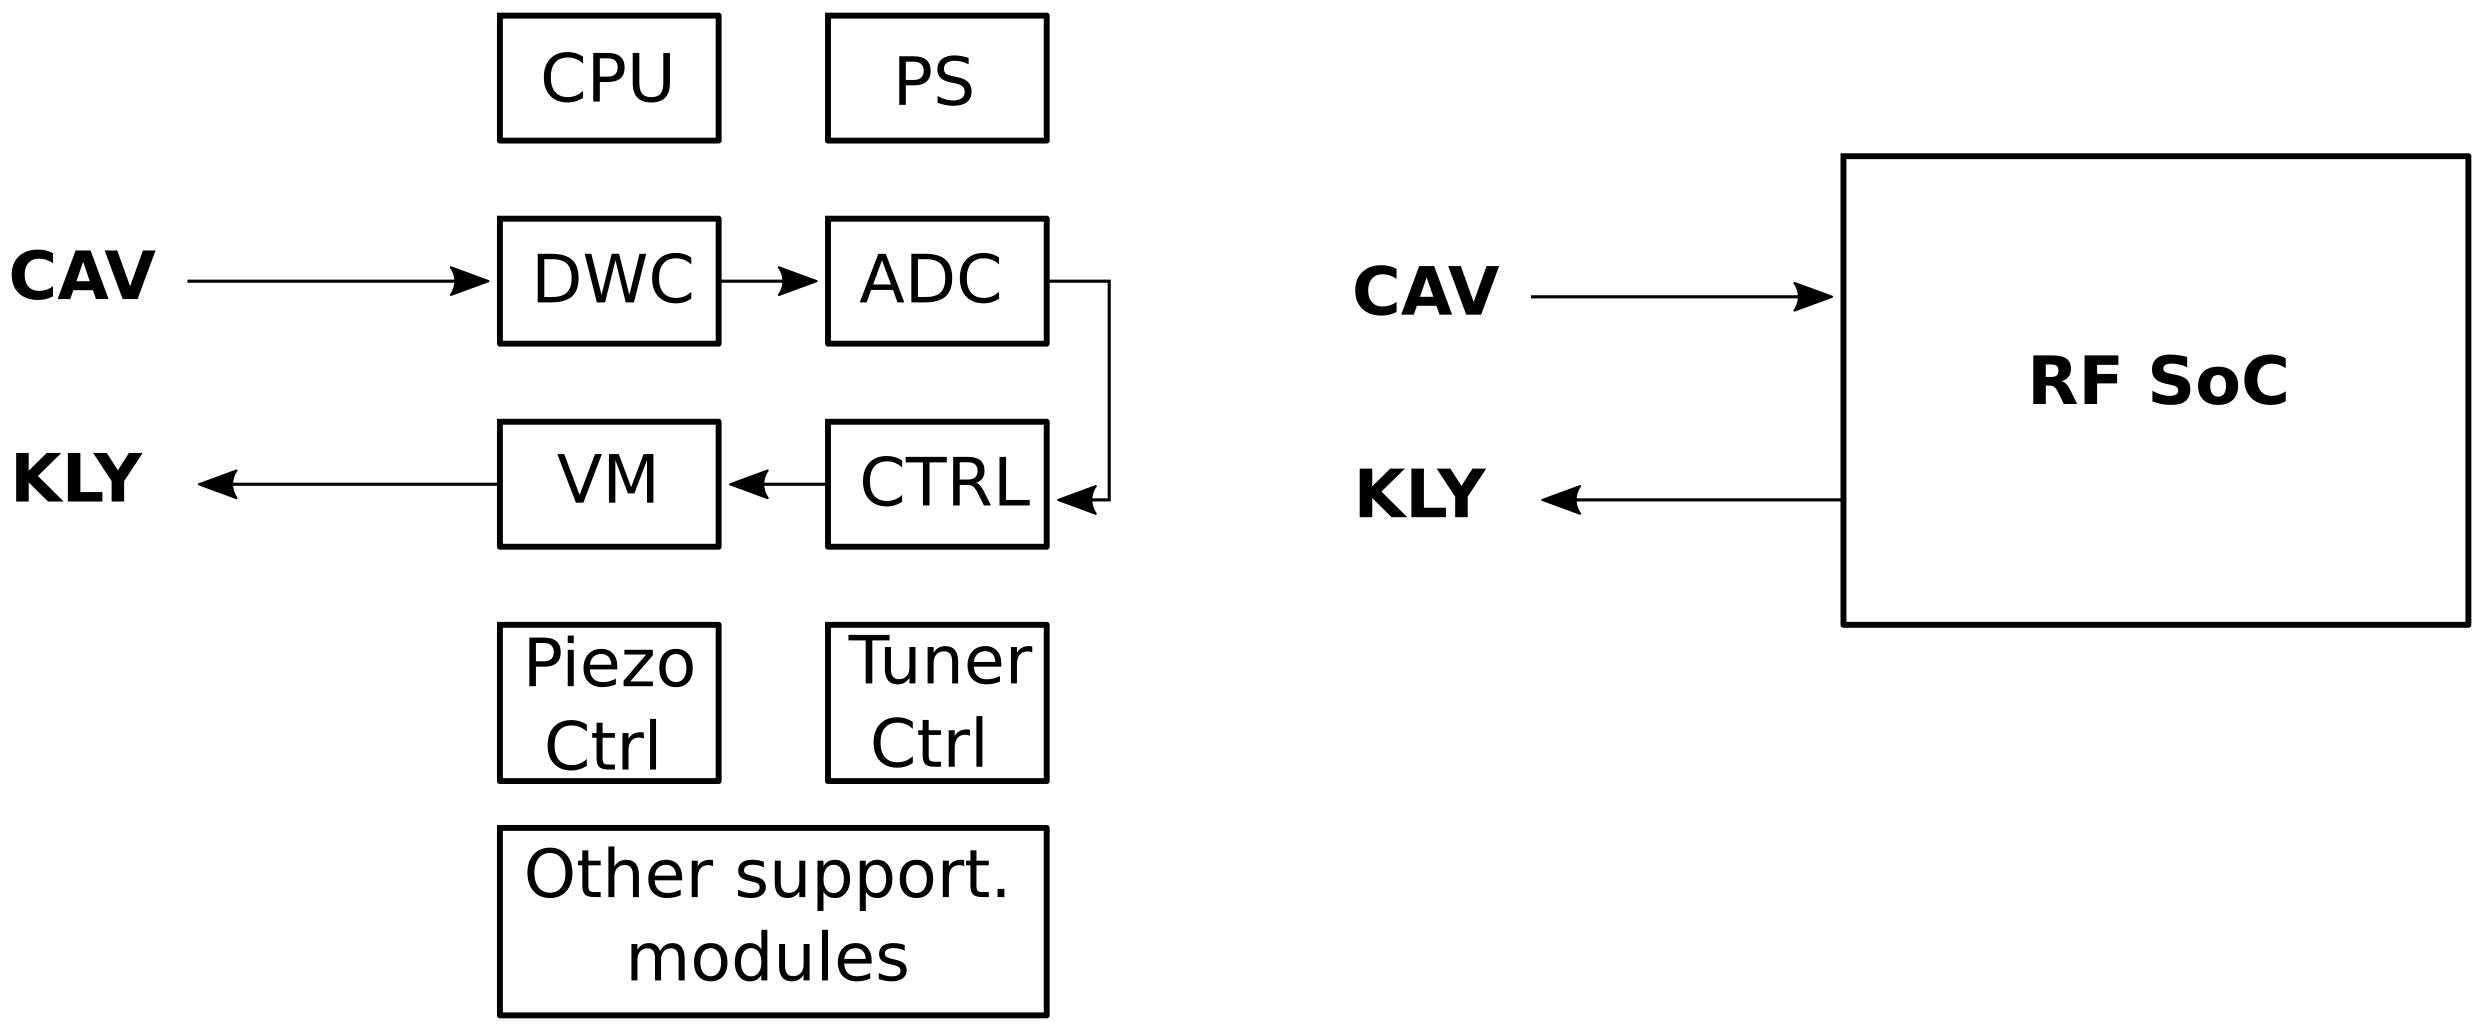 CPU
PS
CAV
DWC
ADC
KLY
VM
CTRL
Piezo
Ctrl
Tuner
Ctrl
Other support.
modules
CAV
KLY
RF SoC